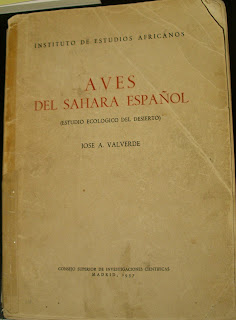 INSTITUTO DE ESTUDIOS AFRICANOS
AVES
DEL SAHARA ESPAÑOL
(ESTUDIO ECOLOGICO DEL DESIERTO)
JOSE A. VALVERDE
CONSEJO SUPERIOR DE INVESTIGACIONES CIENTIFICAS
MADRID, 1957